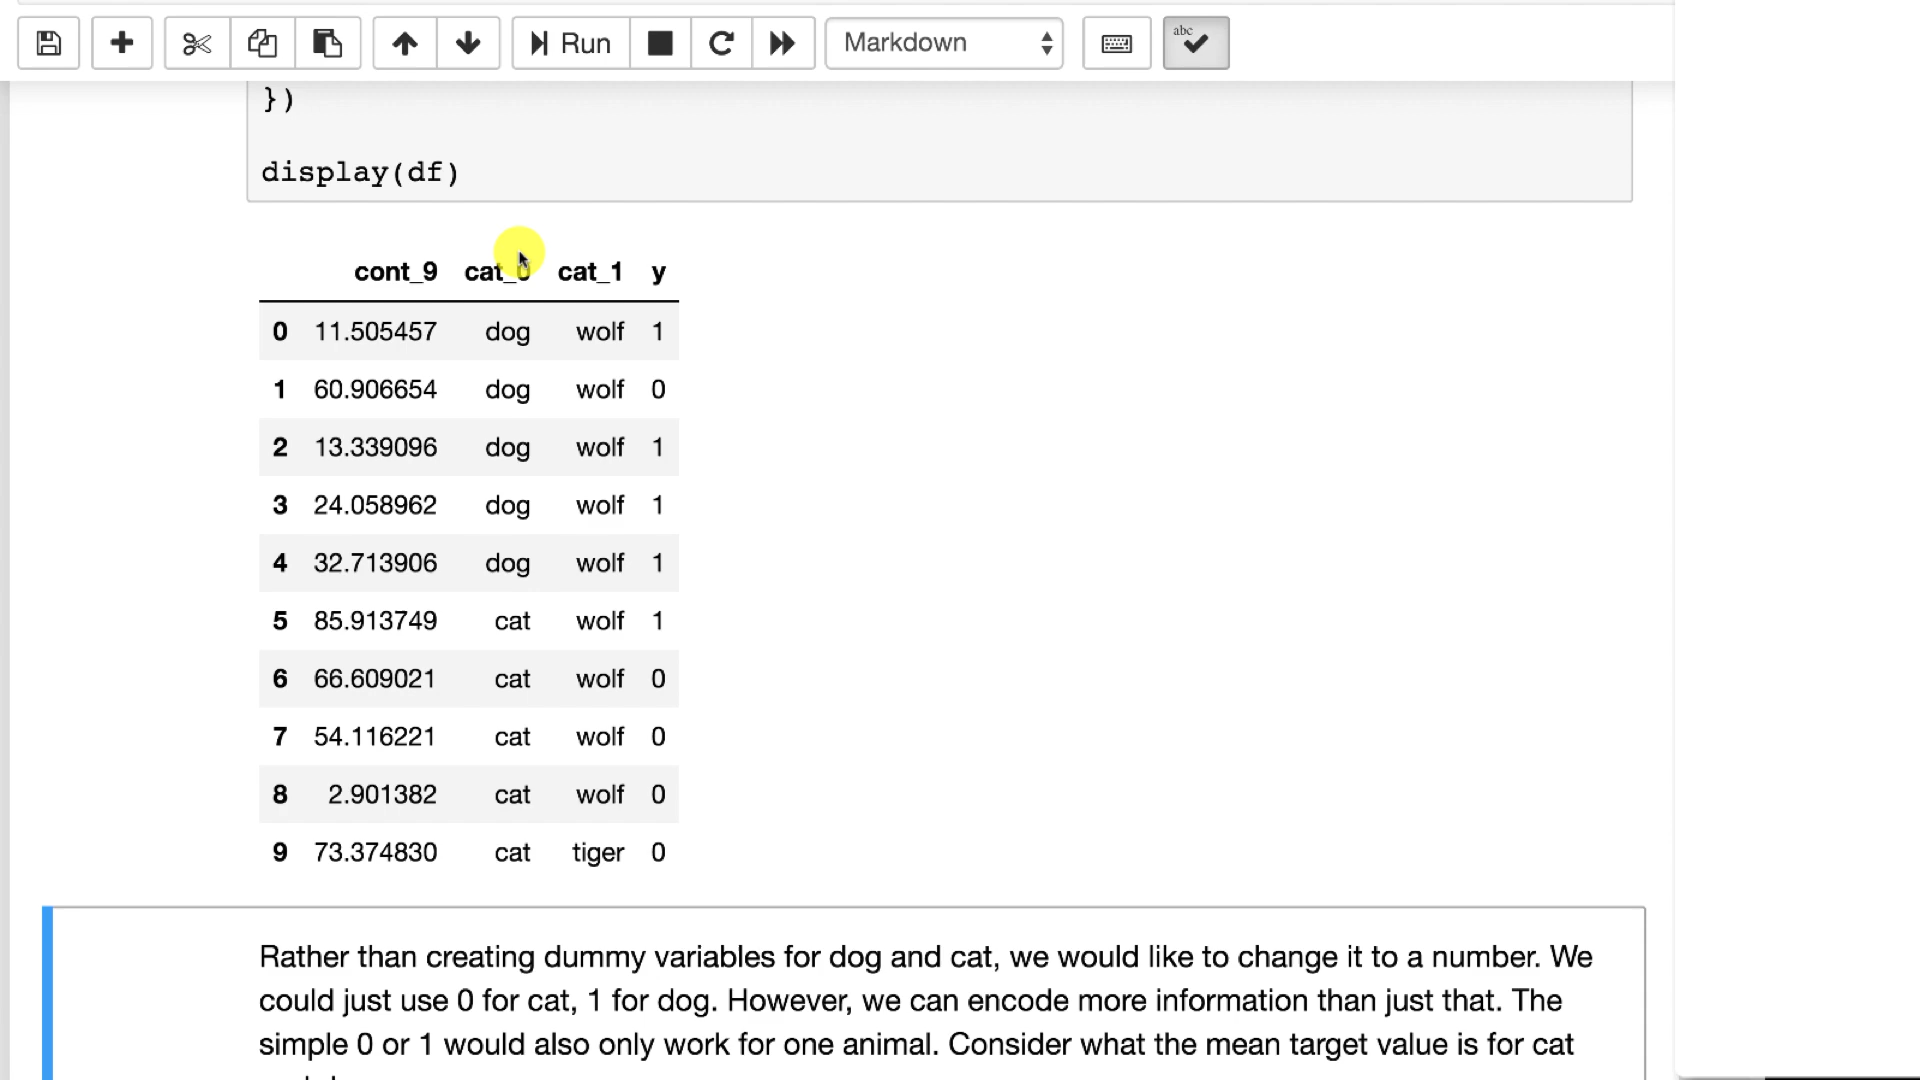 abc
Run
Markdown
})
display(df)
cont_9 cat_0 cat_1 y
0 11.505457 dog wolf 1
1 60.906654 dog wolf 0
2 13.339096 dog wolf 1
3 24.058962 dog wolf 1
4 32.713906 dog wolf 1
5 85.913749 cat wolf 1
6 66.609021 cat wolf 0
7 54.116221 cat wolf 0
8 2.901382 cat wolf 0
9 73.374830 cat tiger 0
Rather than creating dummy variables for dog and cat, we would like to change it to a number. We
could just use 0 for cat, 1 for dog. However, we can encode more information than just that. The
simple 0 or 1 would also only work for one animal. Consider what the mean target value is for cat